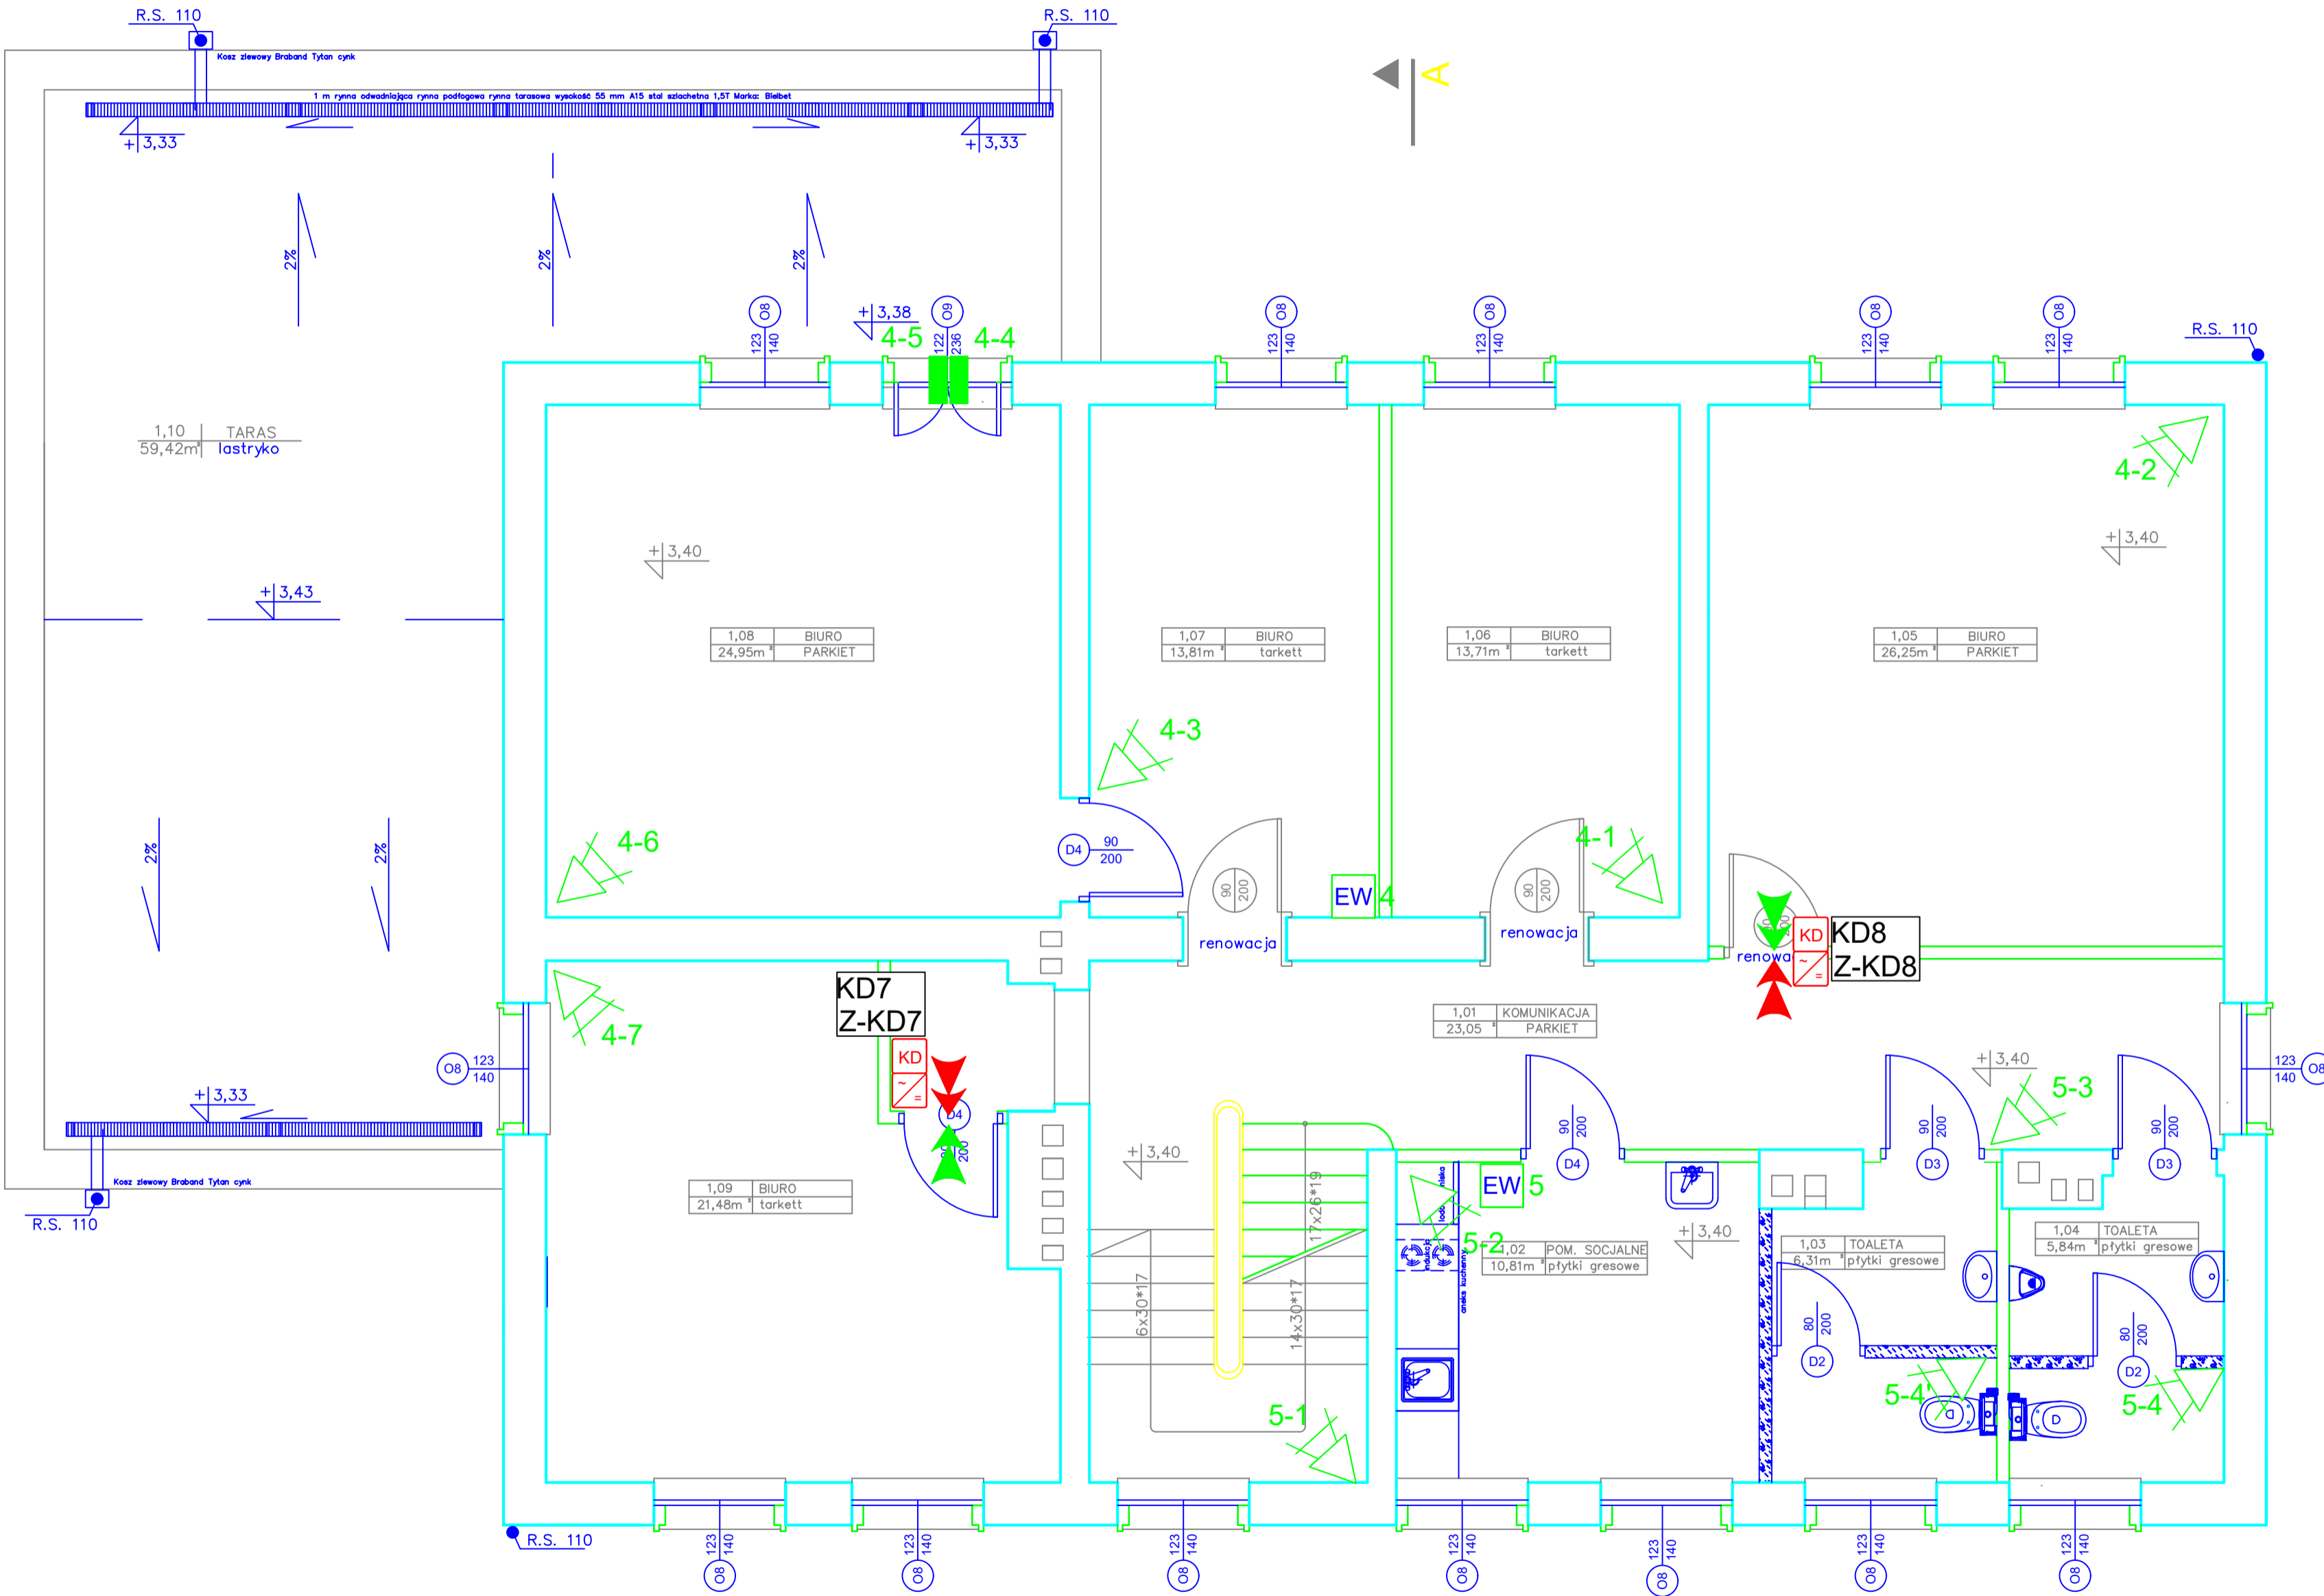 R.S. 110
R.S. 110
Kosz zlewowy Braband Tytan cynk
A
1 m rynna odwadniająca rynna podłogowa rynna tarasowa wysokość 55 mm A15 stal szlachetna 1,5T Marka: Bielbet
+ 3,33
+ 3,33
2%
2%
2%
O8
123
140
+ 3,38
4-5
O9
122
236
4-4
O8
123
140
O8
123
140
O8
123
140
O8
123
140
R.S. 110
1,10 TARAS
59,42m² lastryko
4-2
+ 3,40
+ 3,40
+ 3,43
1,08 BIURO
24,95m² PARKIET
1,07 BIURO
13,81m² tarkett
1,06 BIURO
13,71m² tarkett
1,05 BIURO
26,25m² PARKIET
4-3
4-6
2%
2%
D4 90
200
4-1
90
200
90
200
EW 4
renowacja
renowacja
KD
~
=
KD8
Z-KD8
4-7
KD7
Z-KD7
KD
~
=
1,01 KOMUNIKACJA
23,05 ² PARKIET
O8 123
140
+ 3,33
D4
+ 3,40
5-3
123
140 O8
90
200
D4
90
200
D3
90
200
D3
+ 3,40
17x26*19
Kosz zlewowy Braband Tytan cynk
R.S. 110
1,09 BIURO
21,48m² tarkett
EW 5
5-2
indukcja
aneks kuchenny
1,02 POM. SOCJALNE
10,81m² płytki gresowe
+ 3,40
1,03 TOALETA
6,31m² płytki gresowe
1,04 TOALETA
5,84m² płytki gresowe
6x30*17
14x30*17
80
200
D2
80
200
D2
5-1
5-4'
5-4
R.S. 110
123
140
O8
123
140
O8
123
140
O8
123
140
O8
123
140
O8
123
140
O8
123
140
O8